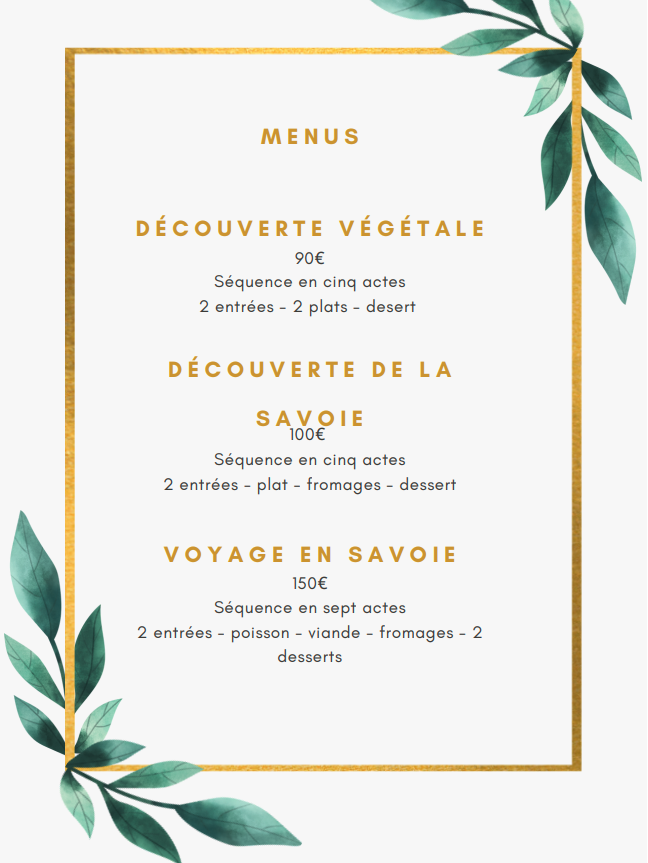 MENUS
DÉCOUVERTE VÉGÉTALE
90€
Séquence en cinq actes
2 entrées - 2 plats - desert
DÉCOUVERTE DE LA
SAVOIE
100€
Séquence en cinq actes
2 entrées - plat - fromages - dessert
VOYAGE EN SAVOIE
150€
Séquence en sept actes
2 entrées - poisson - viande - fromages - 2
desserts